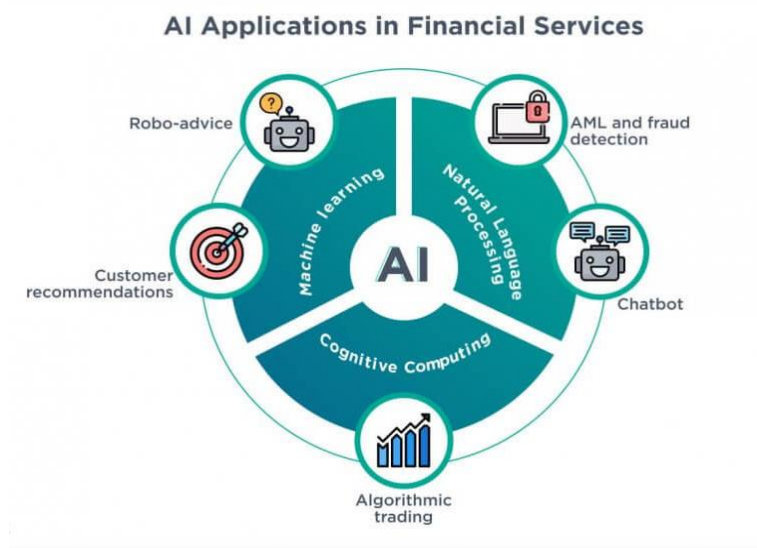 AI Applications in Financial Services
Robo-advice
?
AML and fraud
detection
Machine learning
Natural Language
Processing
AI
Customer
recommendations
Chatbot
Cognitive Computing
Algorithmic
trading